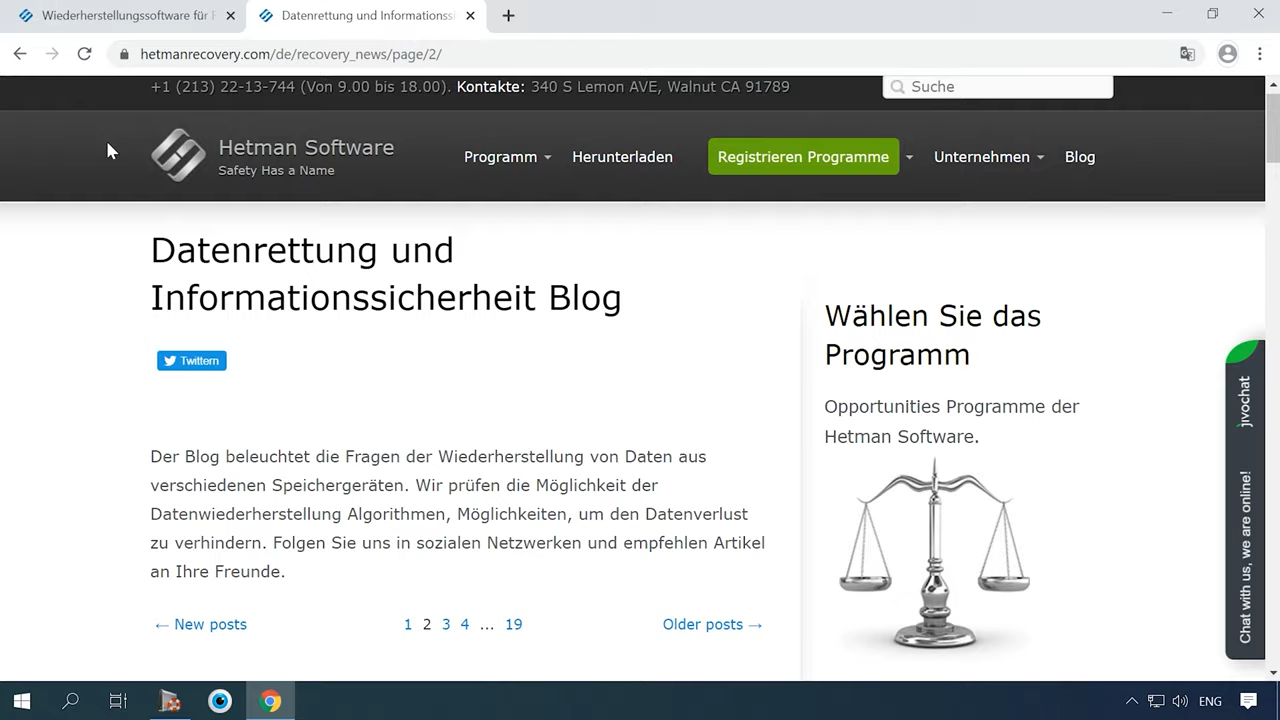 Wiederherstellungssoftware für F
Datenrettung und Informationssi
hetmanrecovery.com/de/recovery_news/page/2/
+1 (213) 22-13-744 (Von 9.00 bis 18.00). Kontakte: 340 S Lemon AVE, Walnut CA 91789
Suche
Hetman Software
Safety Has a Name
Programm
Herunterladen
Registrieren Programme
Unternehmen
Blog
Datenrettung und
Informationssicherheit Blog
Twittern
Der Blog beleuchtet die Fragen der Wiederherstellung von Daten aus
verschiedenen Speichergeräten. Wir prüfen die Möglichkeit der
Datenwiederherstellung Algorithmen, Möglichkeiten, um den Datenverlust
zu verhindern. Folgen Sie uns in sozialen Netzwerken und empfehlen Artikel
an Ihre Freunde.
← New posts
1 2 3 4 ... 19
Older posts →
Wählen Sie das
Programm
Opportunities Programme der
Hetman Software.
jivochat
Chat with us, we are online!
ENG